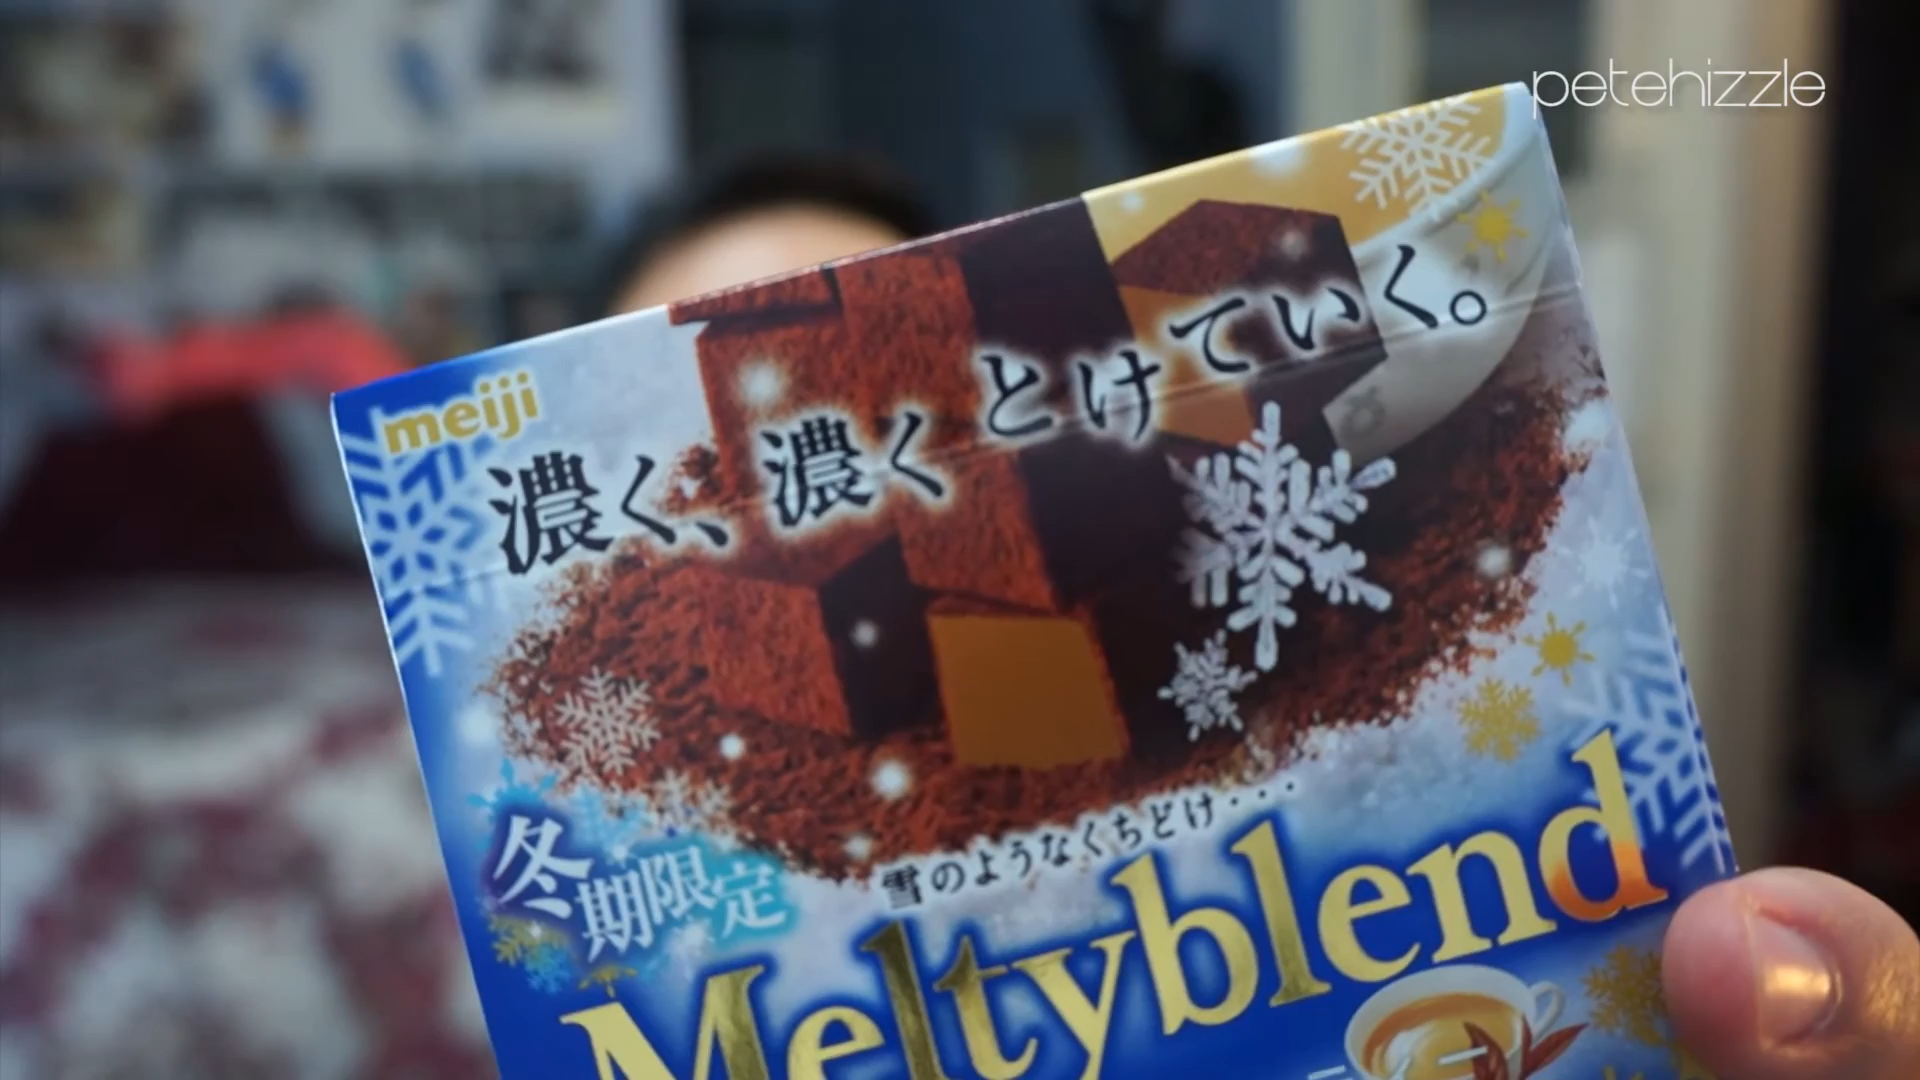 petehizzle
meiji
濃く、濃くとけていく。
冬期限定
雪のようなくちどけ・・・
Meltyblend